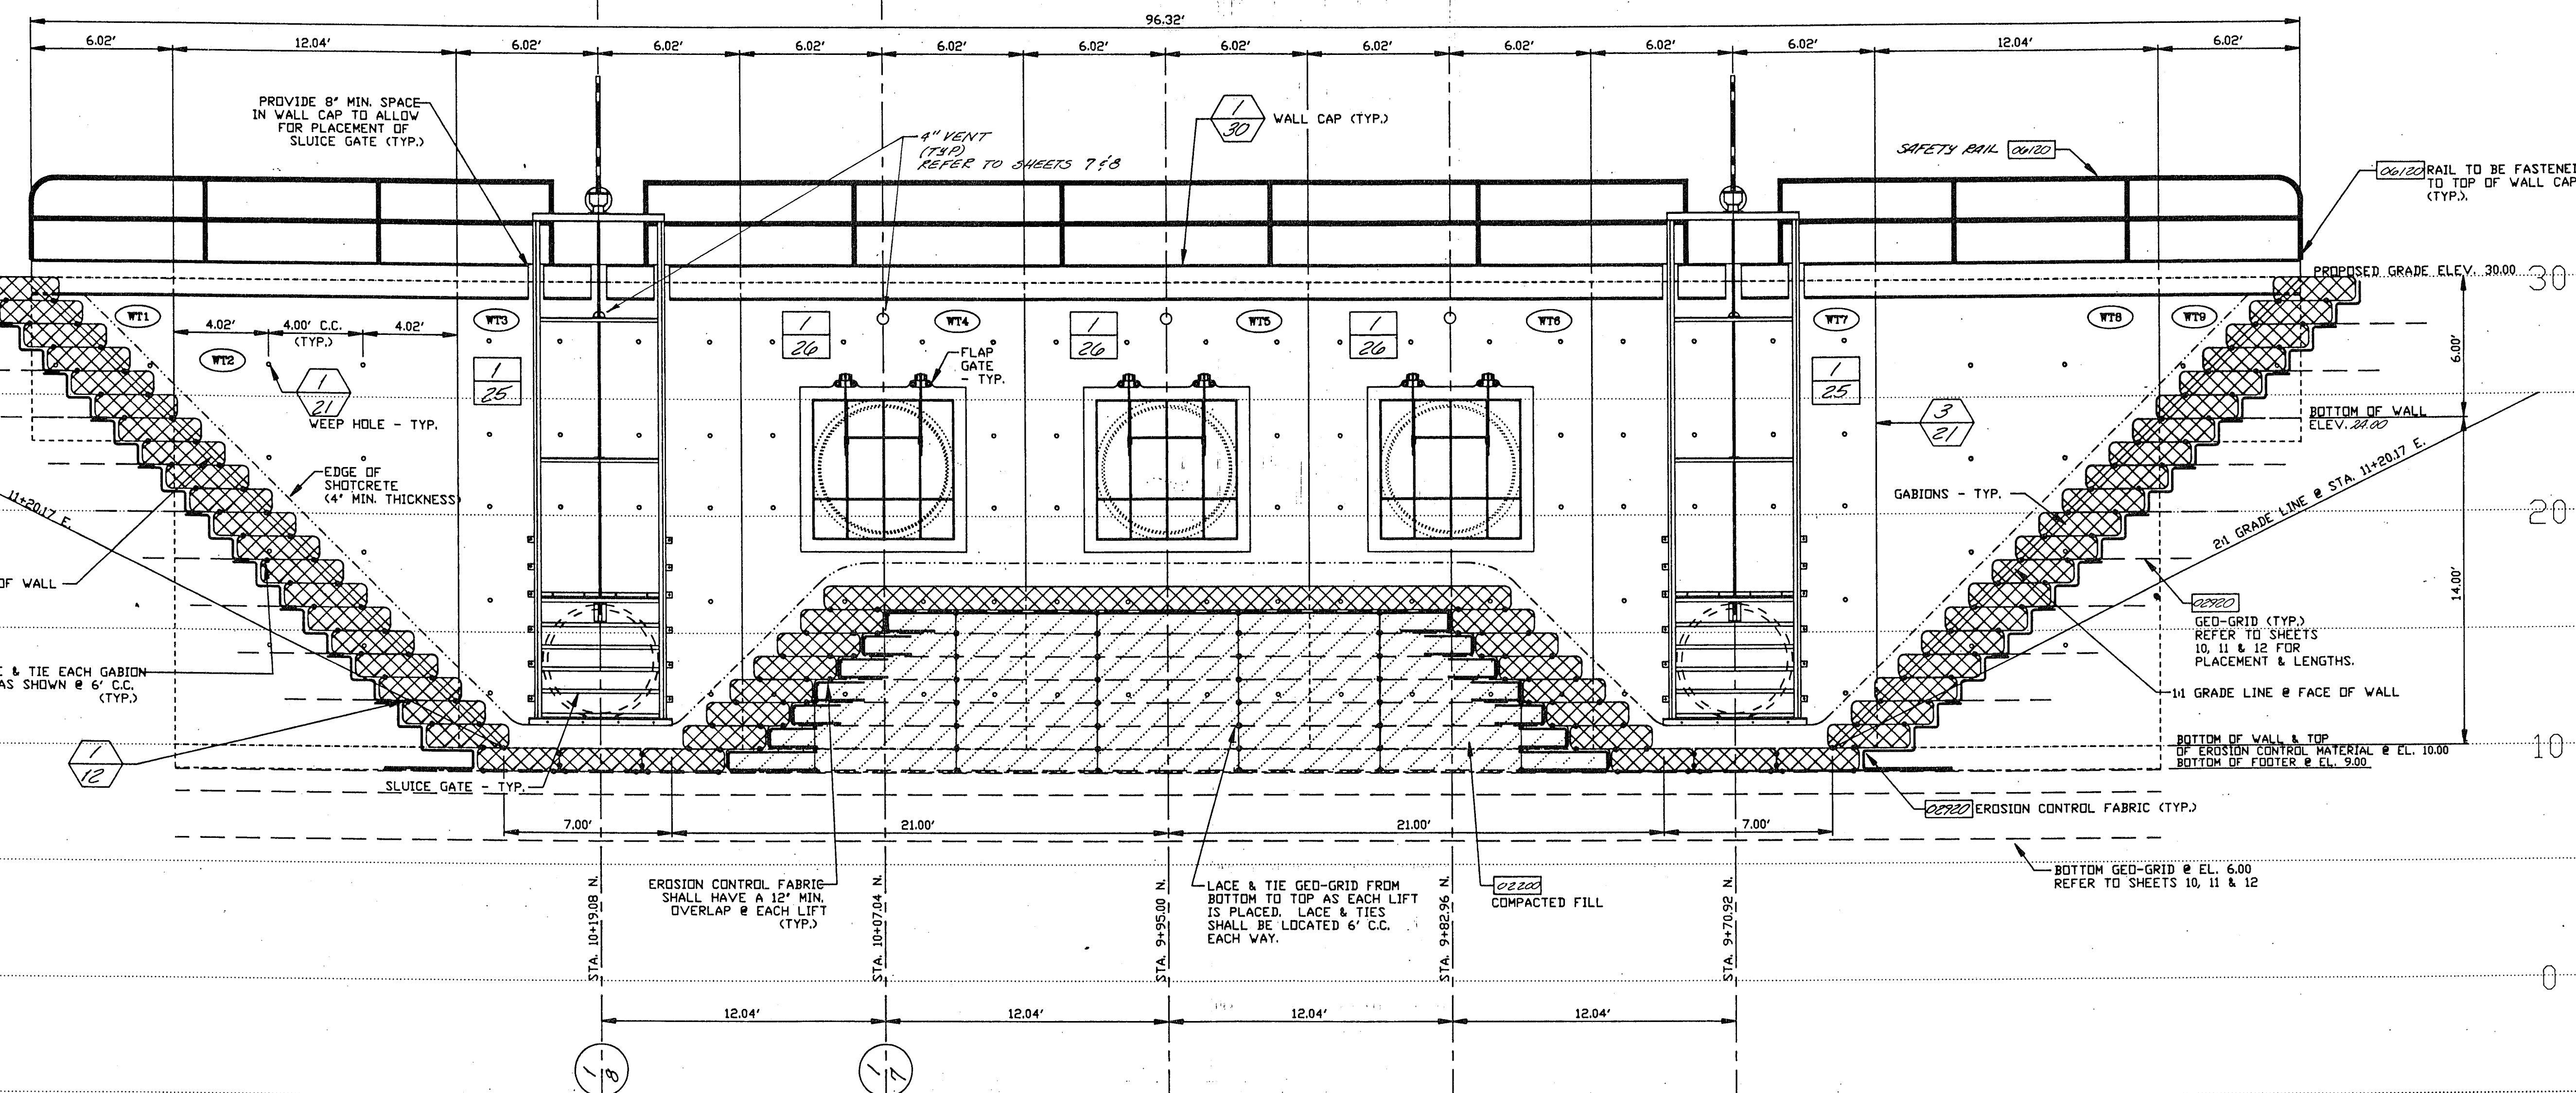 96.32'
6.02' 12.04' 6.02' 6.02' 6.02' 6.02' 6.02' 6.02' 6.02' 6.02' 6.02' 6.02' 12.04' 6.02'
PROVIDE 8" MIN. SPACE
IN WALL CAP TO ALLOW
FOR PLACEMENT OF
SLUICE GATE (TYP.)
4" VENT
(TYP)
REFER TO SHEETS 7 & 8
1
30
WALL CAP (TYP.)
SAFETY RAIL 06120
06120 RAIL TO BE FASTENED
TO TOP OF WALL CAP
(TYP.).
PROPOSED GRADE ELEV. 30.00
30
WT1
WT2
WT3
WT4
WT5
WT6
WT7
WT8
WT9
4.02' 4.00' C.C. 4.02'
(TYP.)
1
26
1
26
1
26
1
25
1
25
FLAP
GATE
- TYP.
1
21
WEEP HOLE - TYP.
3
21
6.00'
BOTTOM OF WALL
ELEV. 24.00
EDGE OF
SHOTCRETE
(4" MIN. THICKNESS)
11+20.17 E.
GABIONS - TYP.
2:1 GRADE LINE @ STA. 11+20.17 E.
20
OF WALL
14.00'
02920
GEO-GRID (TYP.)
REFER TO SHEETS
10, 11 & 12 FOR
PLACEMENT & LENGTHS.
E & TIE EACH GABION
AS SHOWN @ 6' C.C.
(TYP.)
1:1 GRADE LINE @ FACE OF WALL
1
12
BOTTOM OF WALL & TOP
OF EROSION CONTROL MATERIAL @ EL. 10.00
BOTTOM OF FOOTER @ EL. 9.00
10
SLUICE GATE - TYP.
02920 EROSION CONTROL FABRIC (TYP.)
7.00' 21.00' 21.00' 7.00'
BOTTOM GEO-GRID @ EL. 6.00
REFER TO SHEETS 10, 11 & 12
EROSION CONTROL FABRIC
SHALL HAVE A 12" MIN.
OVERLAP @ EACH LIFT
(TYP.)
LACE & TIE GEO-GRID FROM
BOTTOM TO TOP AS EACH LIFT
IS PLACED. LACE & TIES
SHALL BE LOCATED 6' C.C.
EACH WAY.
02200
COMPACTED FILL
STA. 10+19.08 N.
STA. 10+07.04 N.
STA. 9+95.00 N.
STA. 9+82.96 N.
STA. 9+70.92 N.
0
12.04' 12.04' 12.04' 12.04'
1
8
1
7